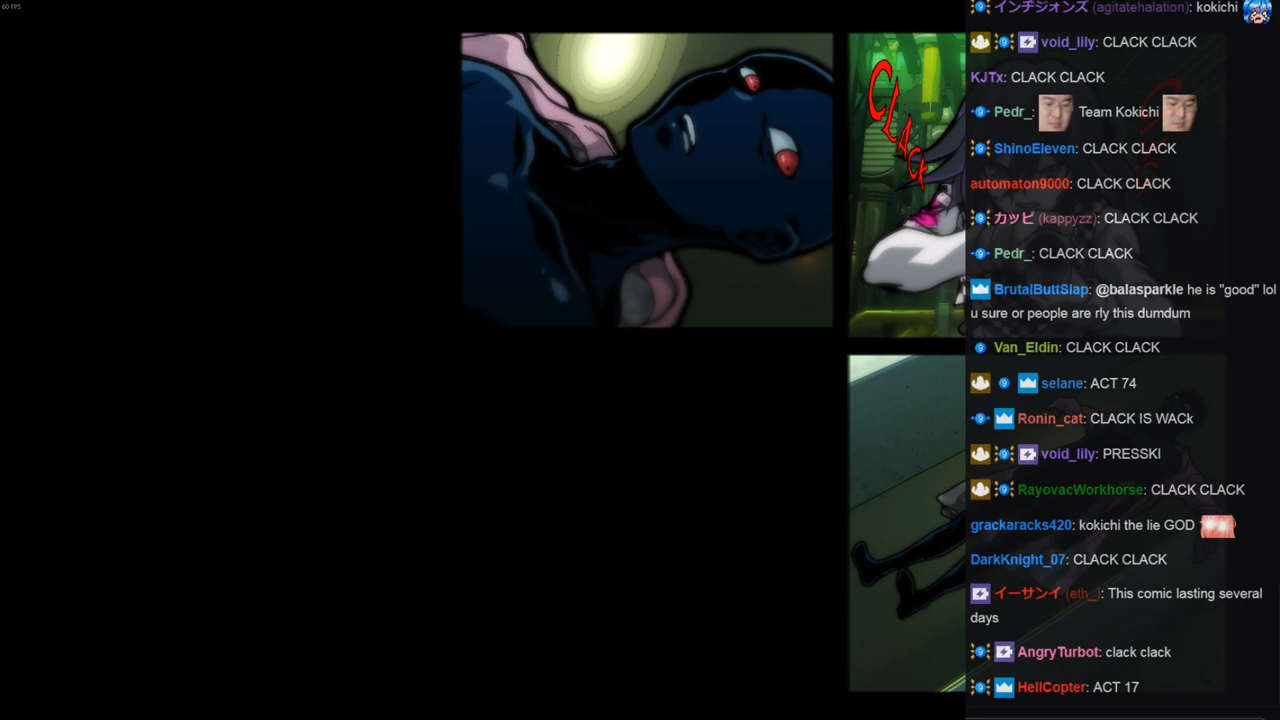 60 FPS
インヂジョンズ (agitatehalation): kokichi
void_lily: CLACK CLACK
KJTx: CLACK CLACK
Pedr_: Team Kokichi
ShinoEleven: CLACK CLACK
automaton9000: CLACK CLACK
カッピ (kappyzz): CLACK CLACK
Pedr_: CLACK CLACK
BrutalButtSlap: @balasparkle he is "good" lol
u sure or people are rly this dumdum
Van_Eldin: CLACK CLACK
selane: ACT 74
Ronin_cat: CLACK IS WACk
void_lily: PRESSKI
RayovacWorkhorse: CLACK CLACK
grackaracks420: kokichi the lie GOD
DarkKnight_07: CLACK CLACK
イーサンイ (eth_): This comic lasting several
days
AngryTurbot: clack clack
HellCopter: ACT 17
CLACK